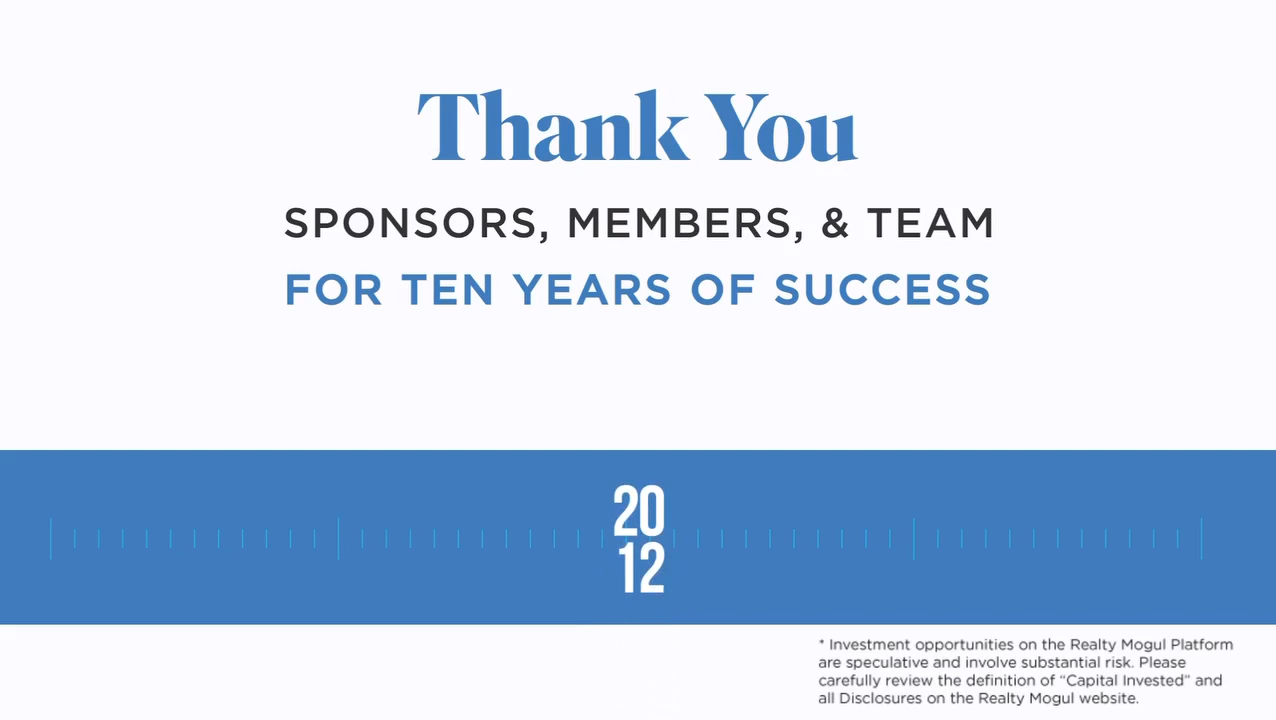 Thank You
SPONSORS, MEMBERS, & TEAM
FOR TEN YEARS OF SUCCESS
20
12
* Investment opportunities on the Realty Mogul Platform
are speculative and involve substantial risk. Please
carefully review the definition of “Capital Invested” and
all Disclosures on the Realty Mogul website.